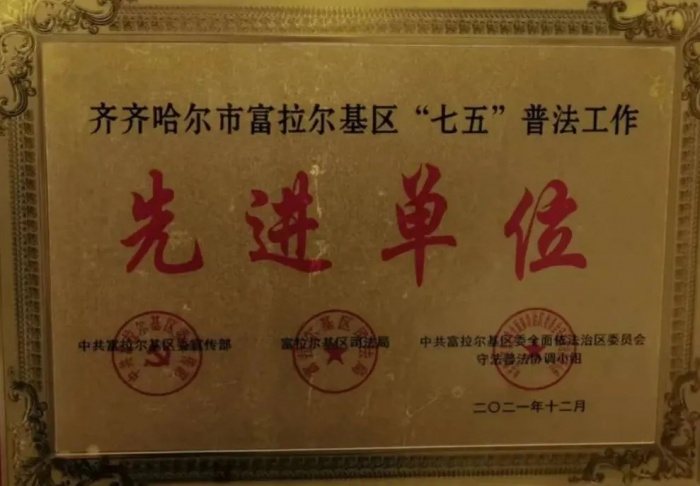 齐齐哈尔市富拉尔基区“七五”普法工作
先进单位
中共富拉尔基区委宣传部
富拉尔基区司法局
中共富拉尔基区委全面依法治区委员会
守法普法协调小组
二〇二一年十二月